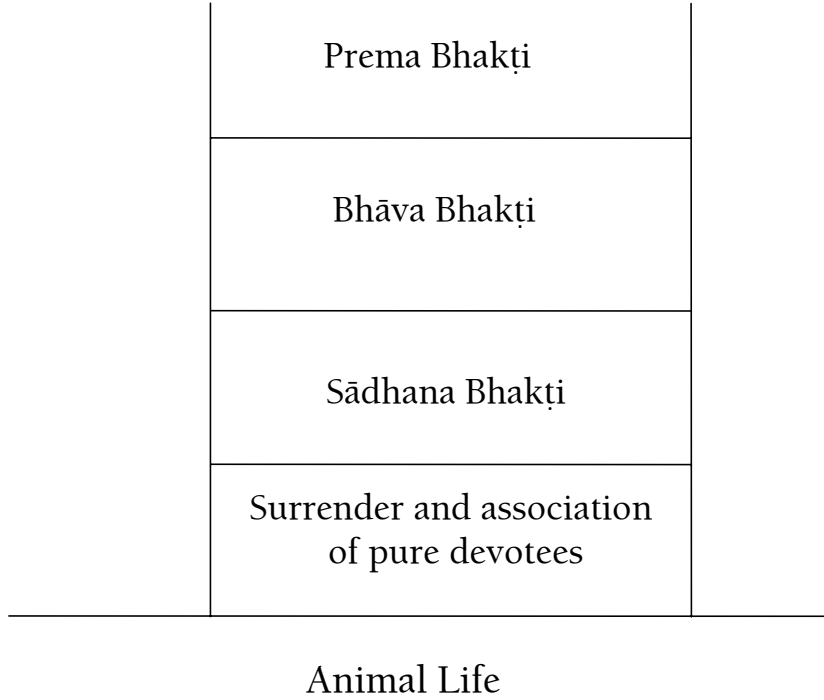 Prema Bhakṭi
Bhāva Bhakṭi
Sādhana Bhakṭi
Surrender and association
of pure devotees
Animal Life